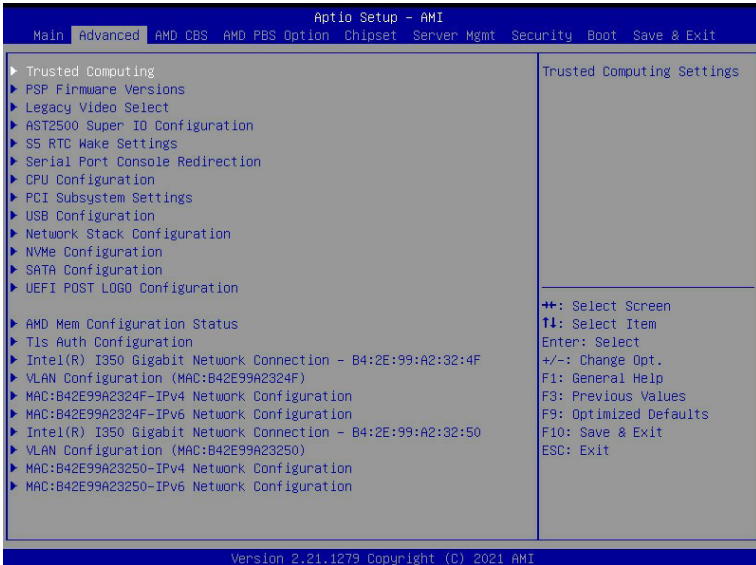 Aptio Setup – AMI
Main Advanced AMD CBS AMD PBS Option Chipset Server Mgmt Security Boot Save & Exit
Trusted Computing
PSP Firmware Versions
Legacy Video Select
AST2500 Super IO Configuration
S5 RTC Wake Settings
Serial Port Console Redirection
CPU Configuration
PCI Subsystem Settings
USB Configuration
Network Stack Configuration
NVMe Configuration
SATA Configuration
UEFI POST LOGO Configuration
AMD Mem Configuration Status
Tls Auth Configuration
Intel(R) I350 Gigabit Network Connection – B4:2E:99:A2:32:4F
VLAN Configuration (MAC:B42E99A2324F)
MAC:B42E99A2324F-IPv4 Network Configuration
MAC:B42E99A2324F-IPv6 Network Configuration
Intel(R) I350 Gigabit Network Connection – B4:2E:99:A2:32:50
VLAN Configuration (MAC:B42E99A23250)
MAC:B42E99A23250-IPv4 Network Configuration
MAC:B42E99A23250-IPv6 Network Configuration
Trusted Computing Settings
→←: Select Screen
↑↓: Select Item
Enter: Select
+/-: Change Opt.
F1: General Help
F3: Previous Values
F9: Optimized Defaults
F10: Save & Exit
ESC: Exit
Version 2.21.1279 Copyright (C) 2021 AMI